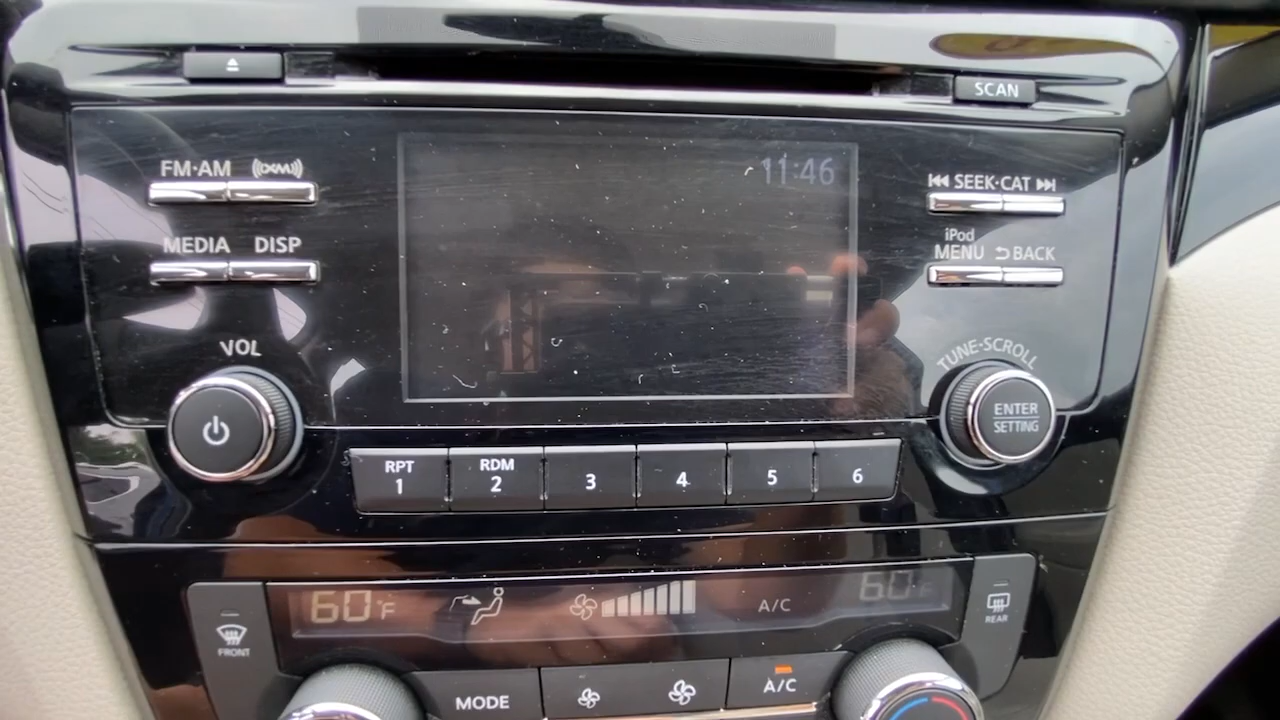 SCAN
FM·AM XM
11:46
SEEK·CAT
MEDIA DISP
iPod
MENU BACK
VOL
TUNE·SCROLL
ENTER
SETTING
RPT RDM
1 2 3 4 5 6
60°F A/C 60°F
FRONT
REAR
MODE A/C